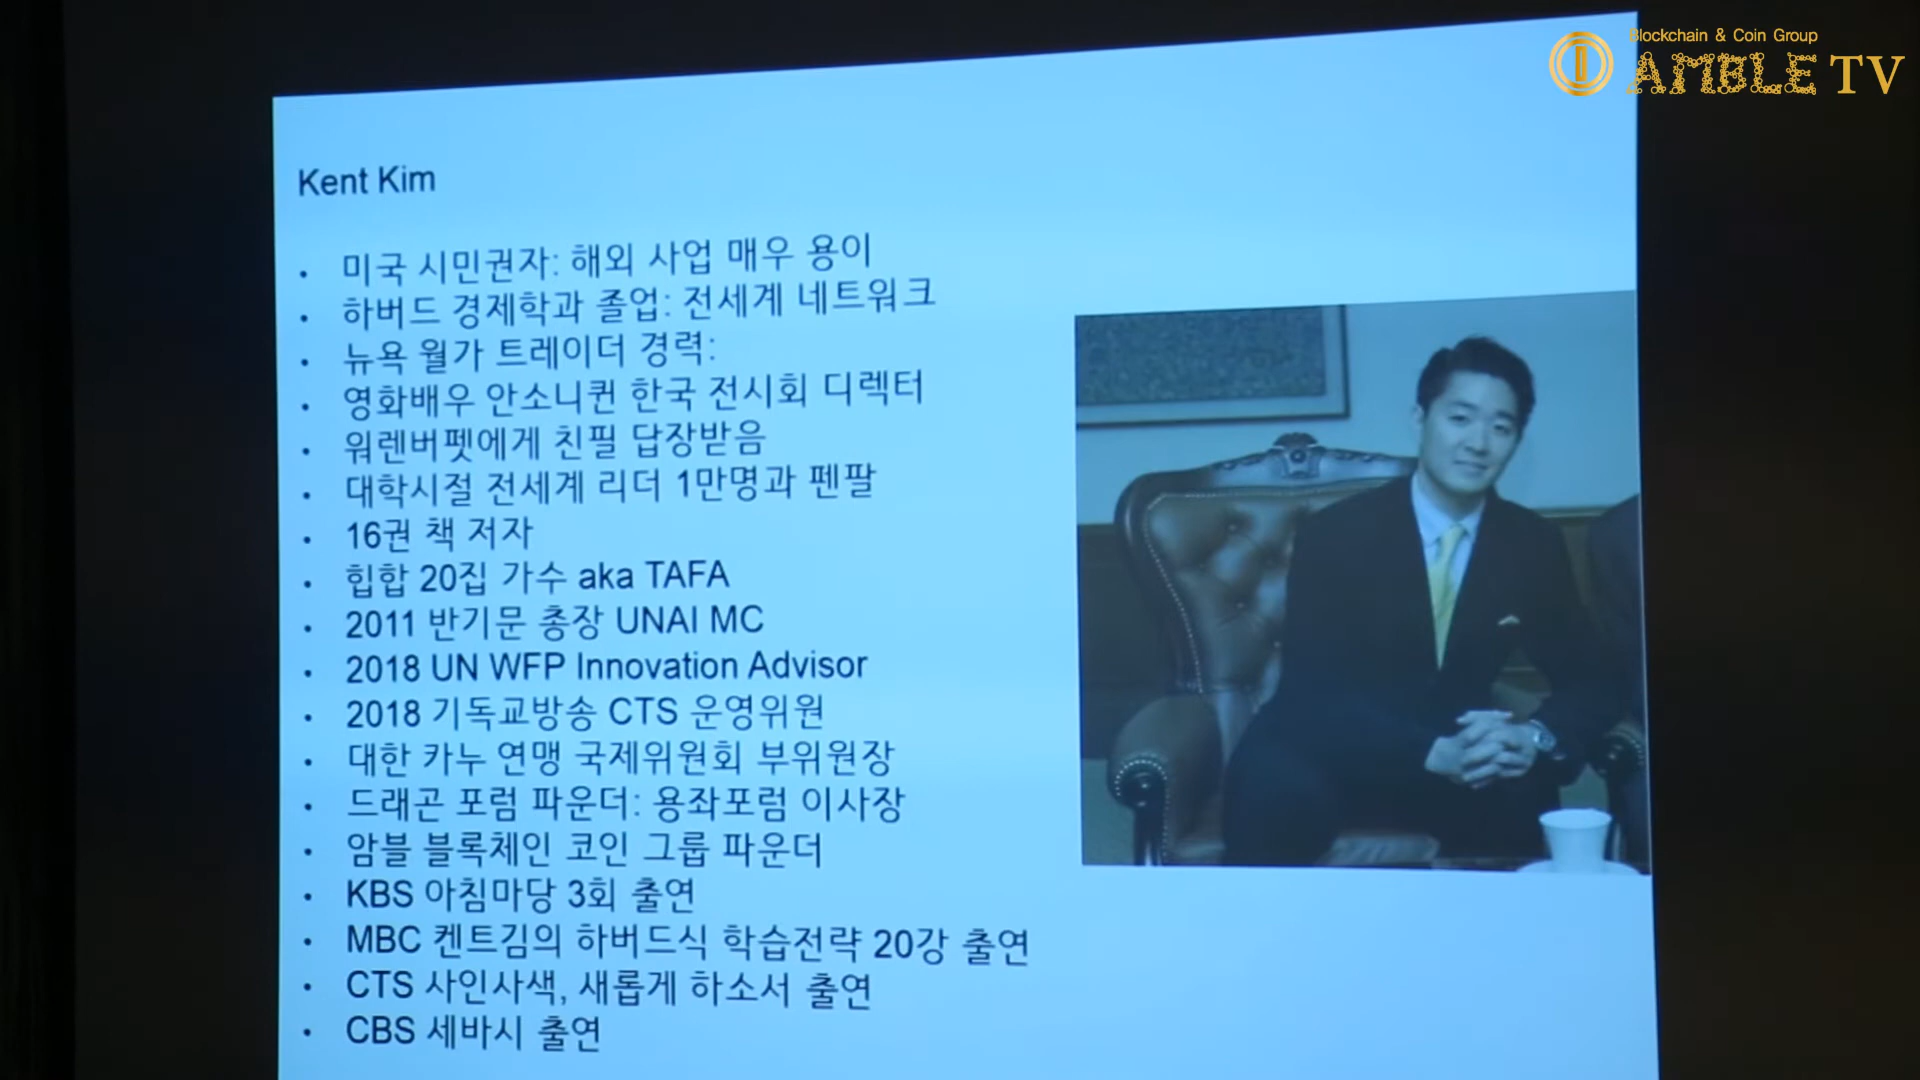 Blockchain & Coin Group
AMBLE TV
Kent Kim
• 미국 시민권자: 해외 사업 매우 용이
• 하버드 경제학과 졸업: 전세계 네트워크
• 뉴욕 월가 트레이더 경력:
• 영화배우 안소니퀸 한국 전시회 디렉터
• 워렌버펫에게 친필 답장받음
• 대학시절 전세계 리더 1만명과 펜팔
• 16권 책 저자
• 힙합 20집 가수 aka TAFA
• 2011 반기문 총장 UNAI MC
• 2018 UN WFP Innovation Advisor
• 2018 기독교방송 CTS 운영위원
• 대한 카누 연맹 국제위원회 부위원장
• 드래곤 포럼 파운더: 용좌포럼 이사장
• 암블 블록체인 코인 그룹 파운더
• KBS 아침마당 3회 출연
• MBC 켄트김의 하버드식 학습전략 20강 출연
• CTS 사인사색, 새롭게 하소서 출연
• CBS 세바시 출연